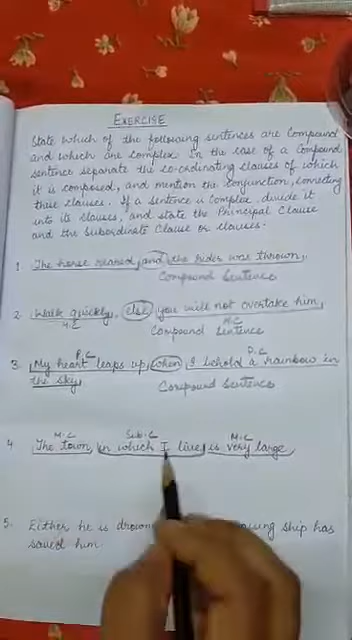 EXERCISE
State which of the following sentences are Compound
and which are complex. In the case of a Compound
sentence separate the co-ordinating clauses of which
it is composed, and mention the conjunction, connecting
these clauses. If a sentence is Complex, divide it
into its clauses, and state the Principal Clause
and the Subordinate Clause or clauses.
1. The horse reared, and the rider was thrown.
Compound Sentence
2. Walk quickly, else you will not overtake him.
M.C
Compound Sentence
P.C D.C
3. My heart leaps up when I behold a rainbow in
the sky.
Compound Sentence
M.C Sub.C M.C
4. The town, in which I live, is very large.
5. Either he is ship has
saved him.